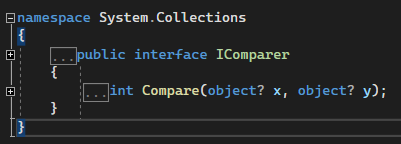 namespace System.Collections
{
...public interface IComparer
{
...int Compare(object? x, object? y);
}
}